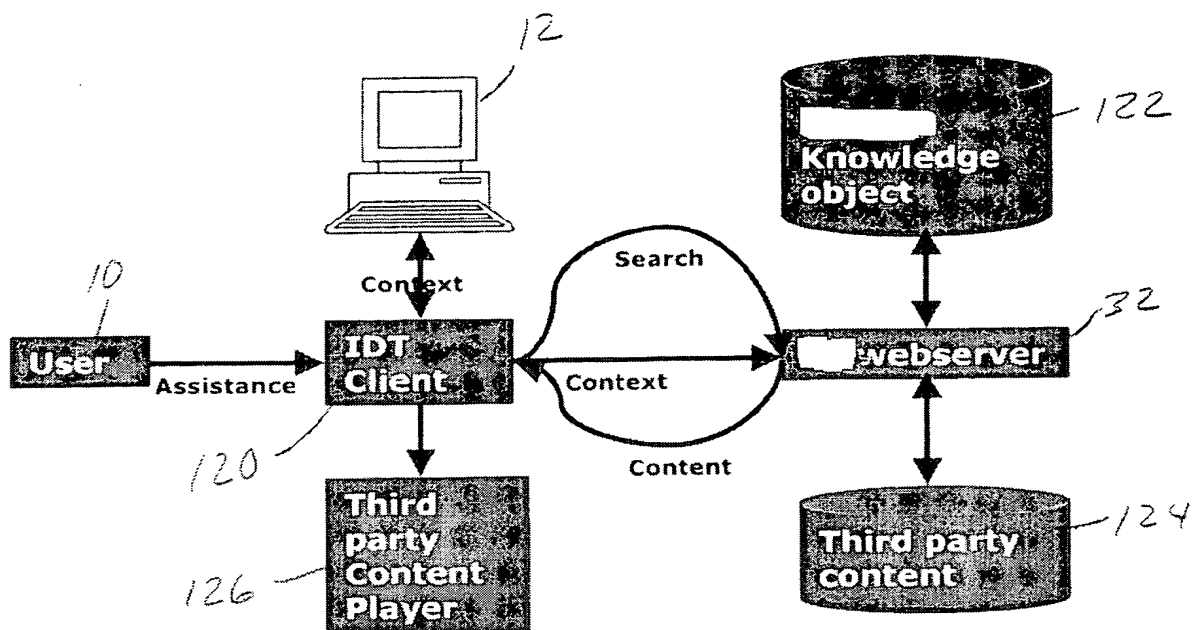 12
122
Knowledge
object
10
Context
Search
32
User
Assistance
IDT
Client
Context
webserver
120
Content
Third
party
Content
Player
126
Third party
content
124